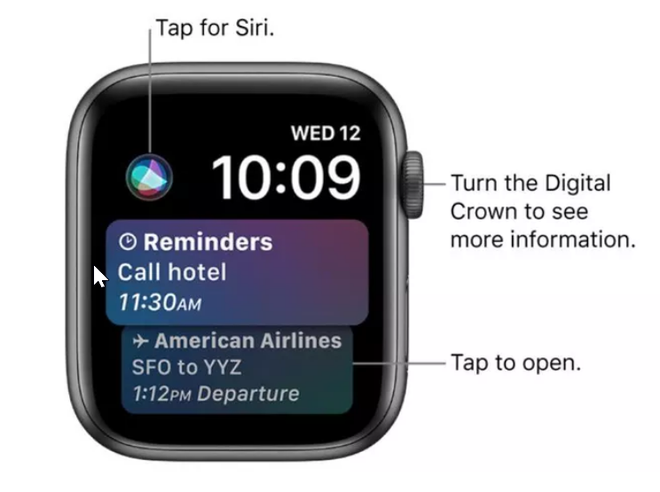 Tap for Siri.
WED 12
10:09
Turn the Digital
Crown to see
more information.
Reminders
Call hotel
11:30AM
American Airlines
SFO to YYZ
1:12PM Departure
Tap to open.